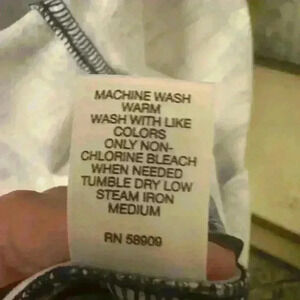 MACHINE WASH
WARM
WASH WITH LIKE
COLORS
ONLY NON-
CHLORINE BLEACH
WHEN NEEDED
TUMBLE DRY LOW
STEAM IRON
MEDIUM
RN 58909